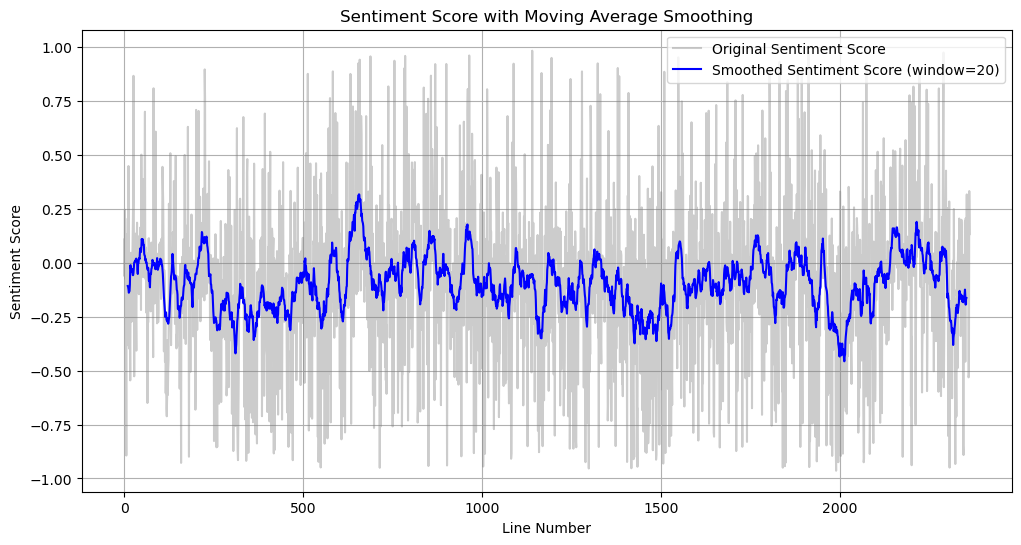 Sentiment Score with Moving Average Smoothing
Original Sentiment Score
Smoothed Sentiment Score (window=20)
Sentiment Score
1.00
0.75
0.50
0.25
0.00
−0.25
−0.50
−0.75
−1.00
0
500
1000
1500
2000
Line Number